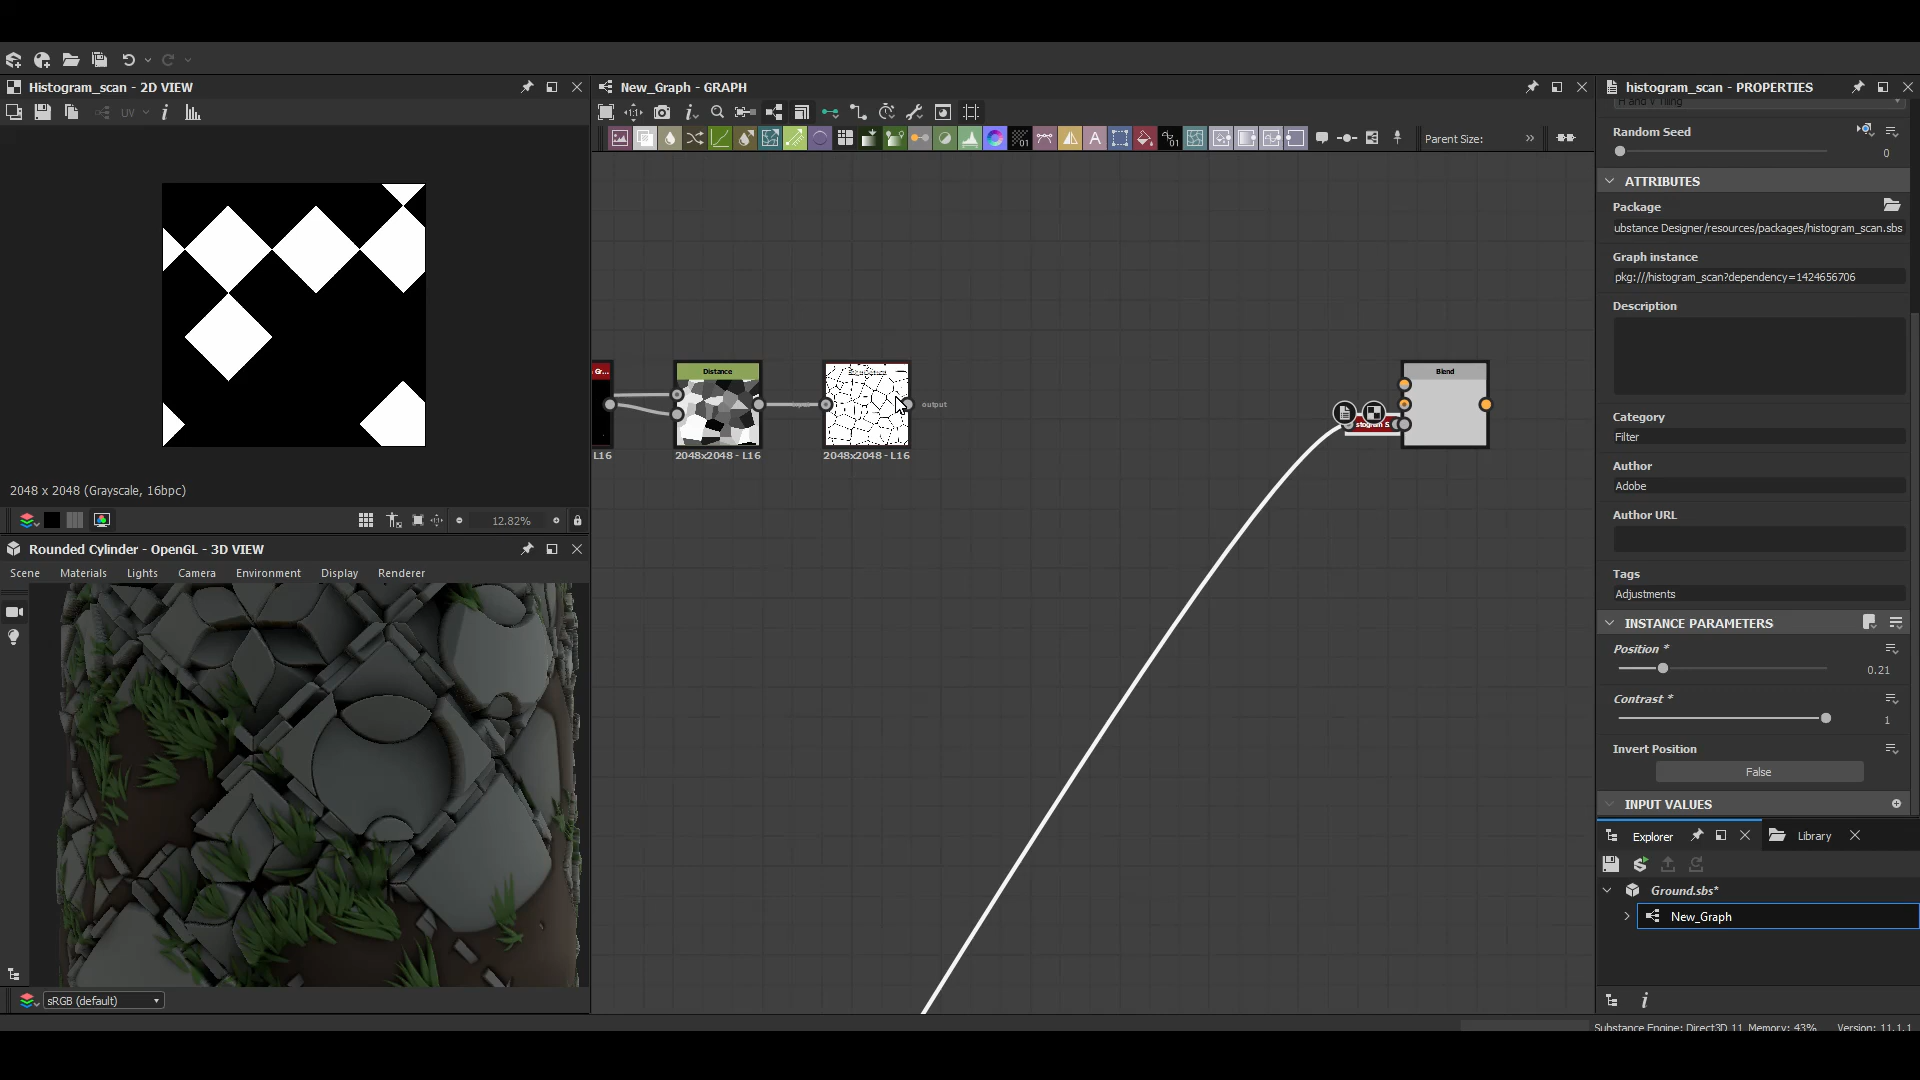 Histogram_scan - 2D VIEW
UV
2048 x 2048 (Grayscale, 16bpc)
12.82%
Rounded Cylinder - OpenGL - 3D VIEW
Scene Materials Lights Camera Environment Display Renderer
sRGB (default)
New_Graph - GRAPH
Parent Size:
Distance
Blend
output
L16
2048x2048 - L16
2048x2048 - L16
histogram_scan - PROPERTIES
H and V Tiling
Random Seed
0
ATTRIBUTES
Package
ubstance Designer/resources/packages/histogram_scan.sbs
Graph instance
pkg:///histogram_scan?dependency=1424656706
Description
Category
Filter
Author
Adobe
Author URL
Tags
Adjustments
INSTANCE PARAMETERS
Position *
0.21
Contrast *
1
Invert Position
False
INPUT VALUES
Explorer
Library
Ground.sbs*
New_Graph
Substance Engine: Direct3D 11 Memory: 43% Version: 11.1.1